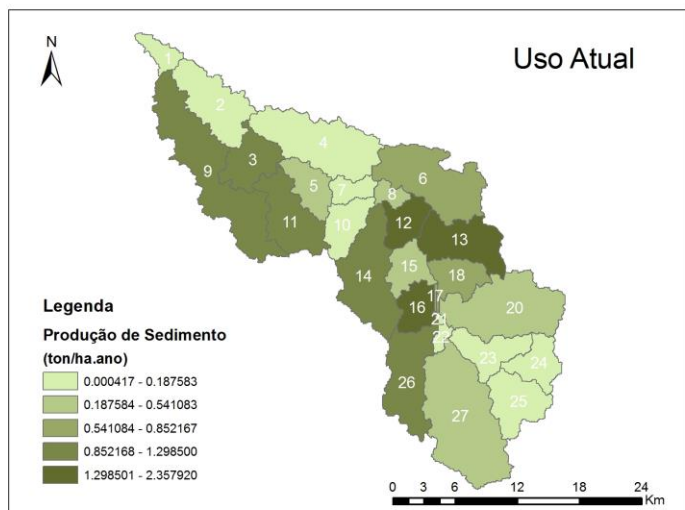 N
Uso Atual
1
2
4
3
9
5
7
8
6
11
10
12
13
14
15
18
17
16
20
21
22
23
24
25
26
27
Legenda
Produção de Sedimento
(ton/ha.ano)
0.000417 - 0.187583
0.187584 - 0.541083
0.541084 - 0.852167
0.852168 - 1.298500
1.298501 - 2.357920
0 3 6 12 18 24
Km